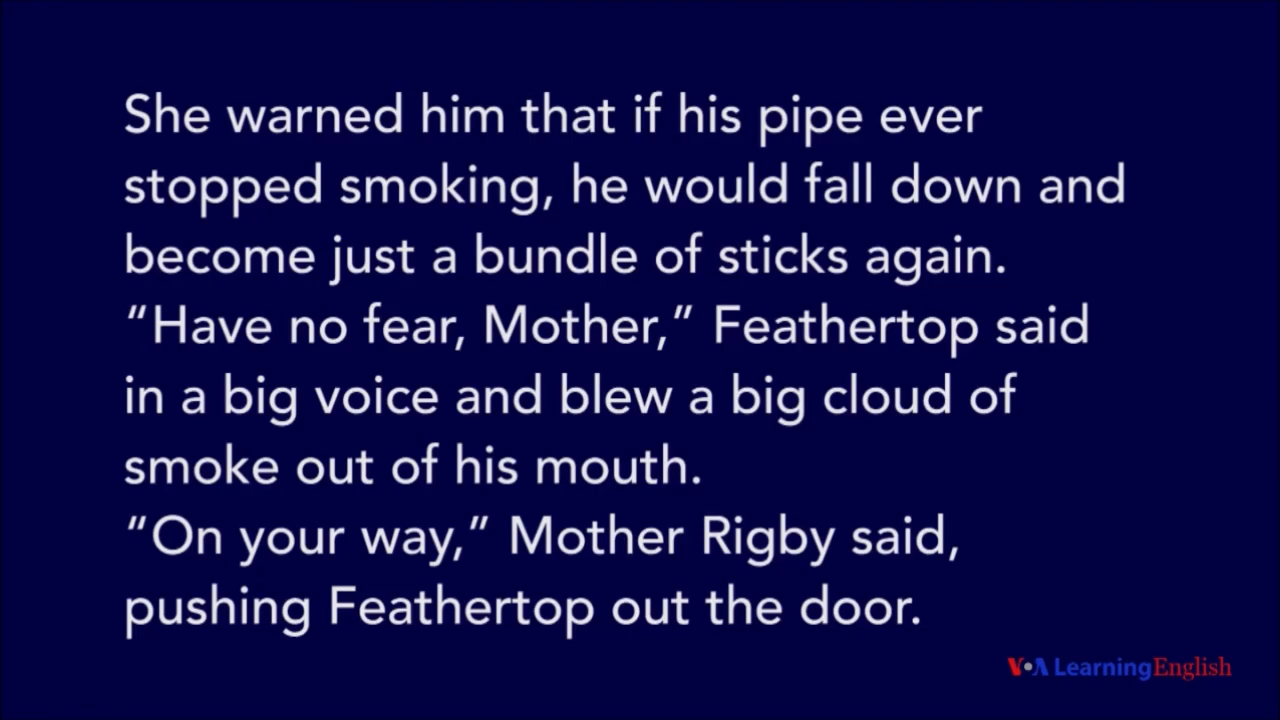 She warned him that if his pipe ever
stopped smoking, he would fall down and
become just a bundle of sticks again.
“Have no fear, Mother,” Feathertop said
in a big voice and blew a big cloud of
smoke out of his mouth.
“On your way,” Mother Rigby said,
pushing Feathertop out the door.
VOA LearningEnglish